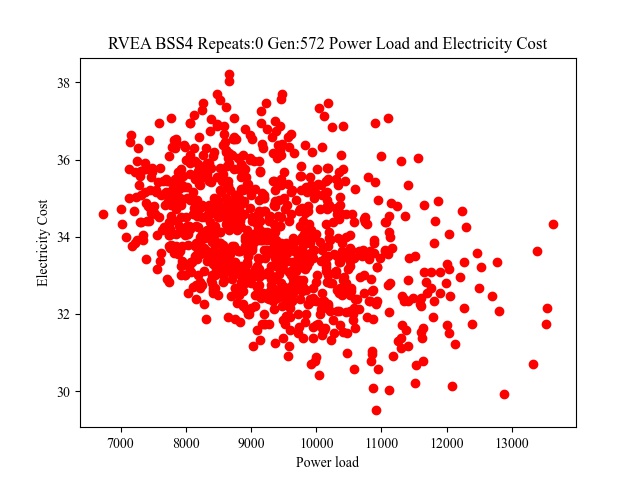 RVEA BSS4 Repeats:0 Gen:572 Power Load and Electricity Cost
38
36
34
32
30
Electricity Cost
7000 8000 9000 10000 11000 12000 13000
Power load